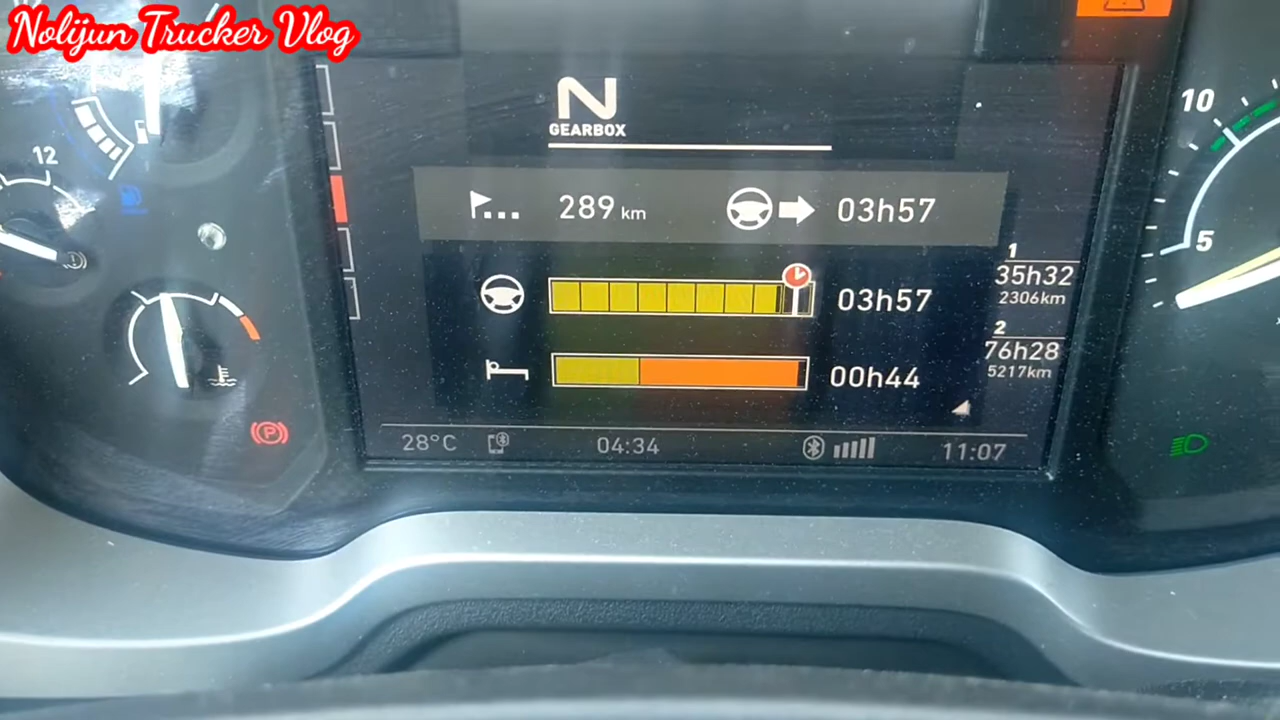 Nolijun Trucker Vlog
N
GEARBOX
289 km
03h57
03h57
00h44
1
35h32
2306km
2
76h28
5217km
28°C
04:34
11:07
12
P
10
5